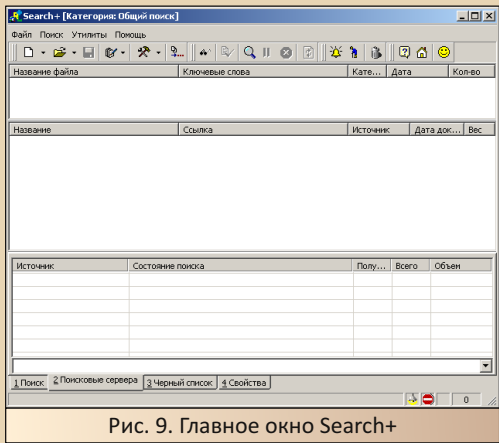 Search+ [Категория: Общий поиск]
Файл Поиск Утилиты Помощь
Название файла Ключевые слова Кате... Дата Кол-во
Название Ссылка Источник Дата док... Вес
Источник Состояние поиска Полу... Всего Объем
1 Поиск 2 Поисковые сервера 3 Черный список 4 Свойства
0
Рис. 9. Главное окно Search+